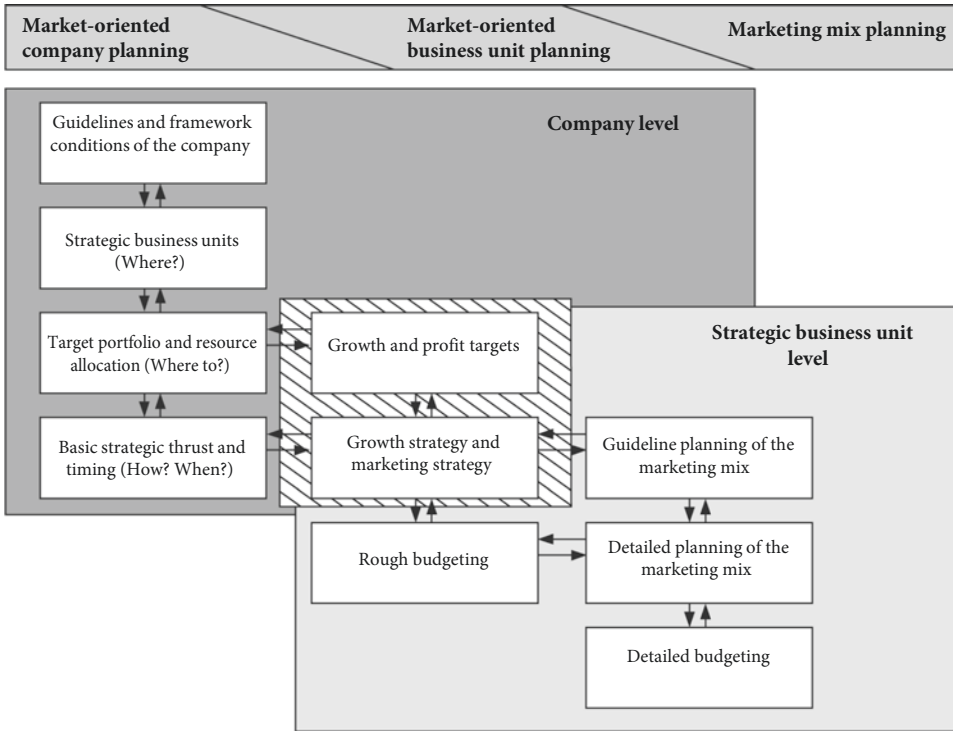 Market-oriented
company planning
Market-oriented
business unit planning
Marketing mix planning
Company level
Guidelines and framework
conditions of the company
Strategic business units
(Where?)
Target portfolio and resource
allocation (Where to?)
Growth and profit targets
Strategic business unit
level
Basic strategic thrust and
timing (How? When?)
Growth strategy and
marketing strategy
Guideline planning of the
marketing mix
Rough budgeting
Detailed planning of the
marketing mix
Detailed budgeting